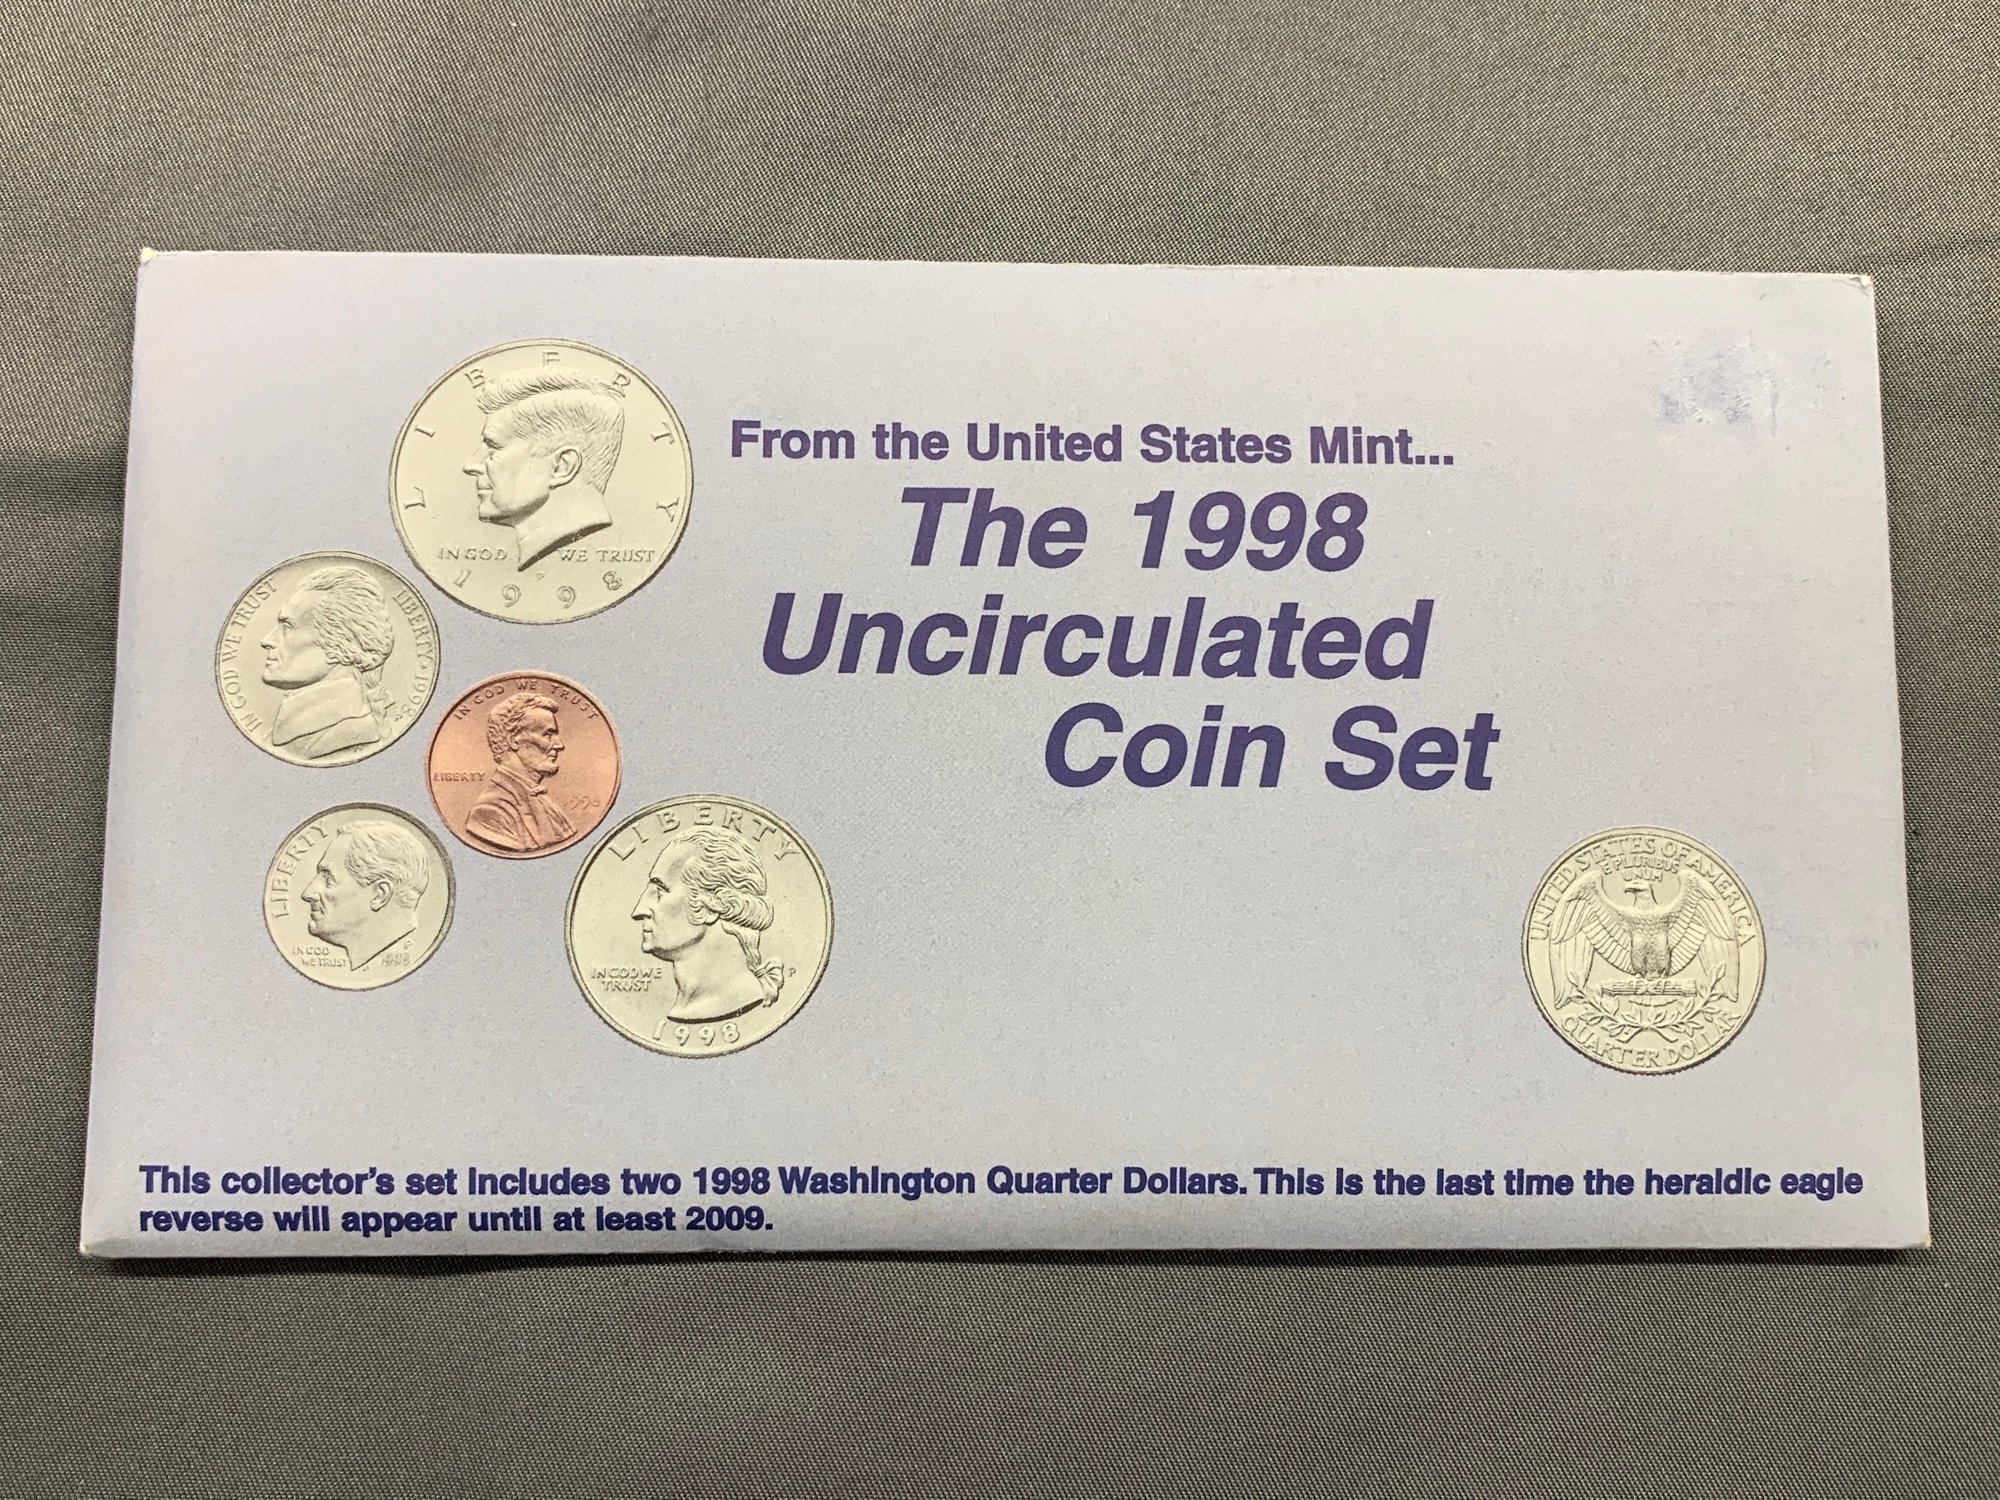 From the United States Mint...
The 1998
Uncirculated
Coin Set
LIBERTY
IN GOD WE TRUST
1998
P
IN GOD WE TRUST
LIBERTY · 1998
P
IN GOD WE TRUST
LIBERTY
LIBERTY
IN GOD
WE TRUST
P
1998
LIBERTY
IN GOD WE
TRUST
P
1998
UNITED STATES OF AMERICA
E PLURIBUS
UNUM
QUARTER DOLLAR
This collector's set includes two 1998 Washington Quarter Dollars. This is the last time the heraldic eagle
reverse will appear until at least 2009.